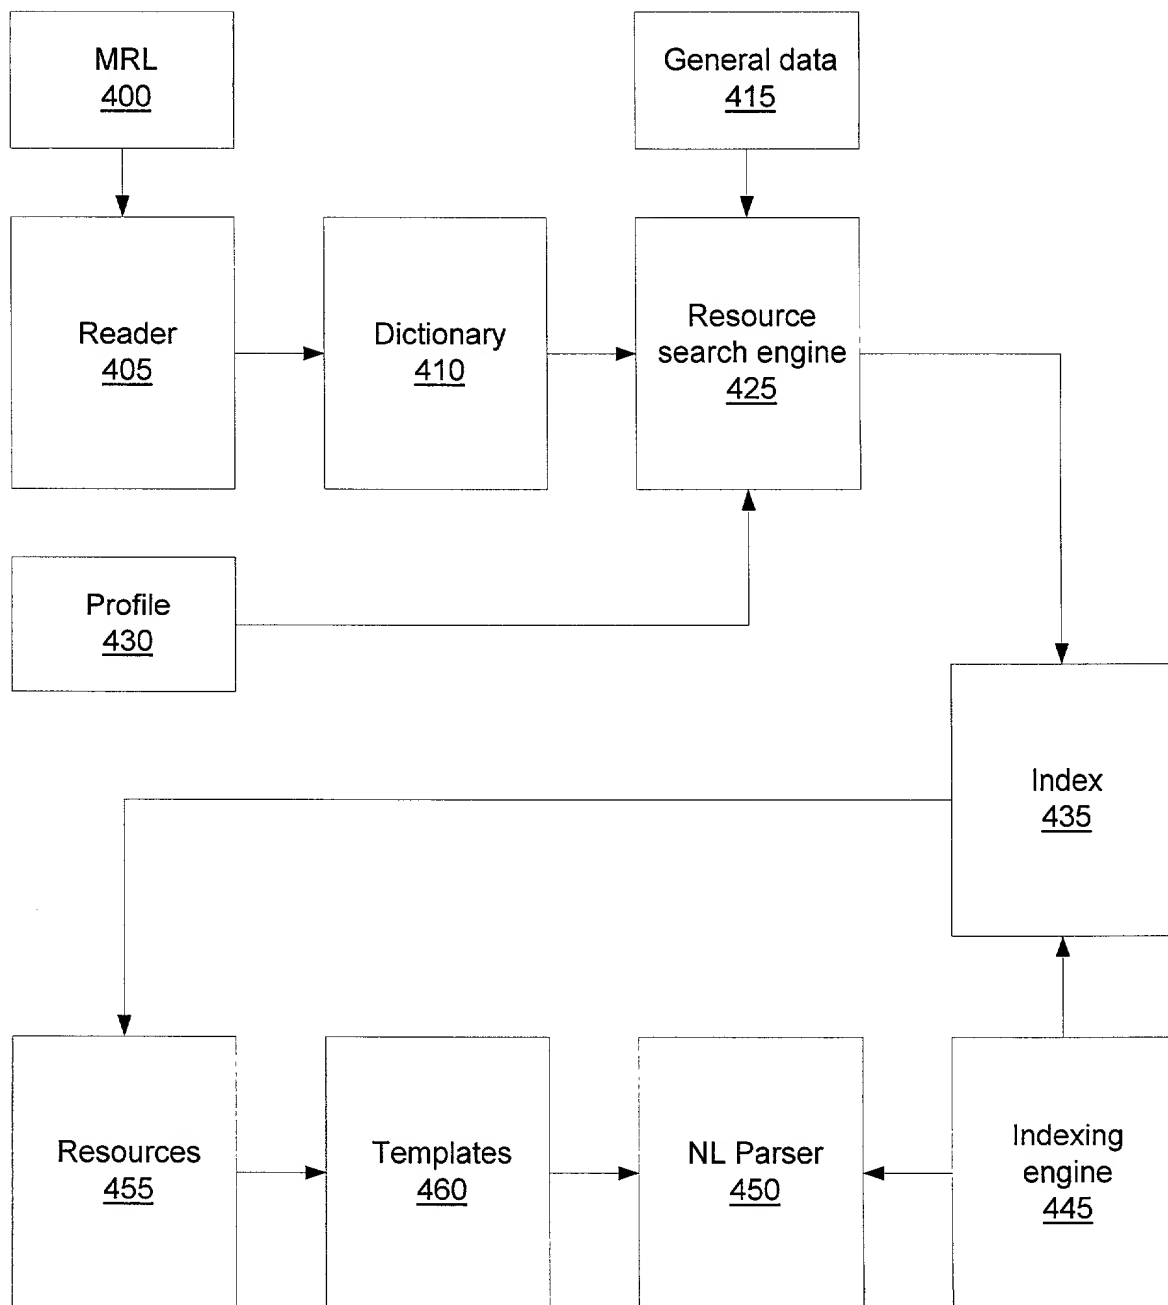 MRL
400
General data
415
Reader
405
Dictionary
410
Resource
search engine
425
Profile
430
Index
435
Resources
455
Templates
460
NL Parser
450
Indexing
engine
445